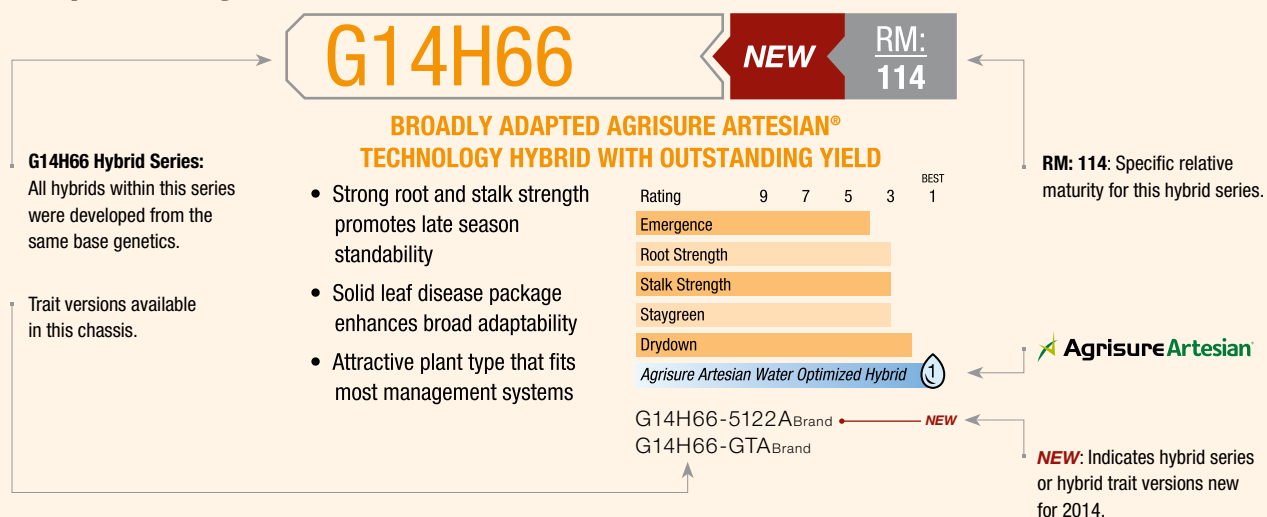 G14H66
NEW
RM:
114
BROADLY ADAPTED AGRISURE ARTESIAN®
TECHNOLOGY HYBRID WITH OUTSTANDING YIELD
G14H66 Hybrid Series:
All hybrids within this series
were developed from the
same base genetics.
Trait versions available
in this chassis.
• Strong root and stalk strength
promotes late season
standability
• Solid leaf disease package
enhances broad adaptability
• Attractive plant type that fits
most management systems
BEST
Rating 9 7 5 3 1
Emergence
Root Strength
Stalk Strength
Staygreen
Drydown
Agrisure Artesian Water Optimized Hybrid 1
G14H66-5122ABrand NEW
G14H66-GTABrand
RM: 114: Specific relative
maturity for this hybrid series.
Agrisure Artesian
NEW: Indicates hybrid series
or hybrid trait versions new
for 2014.